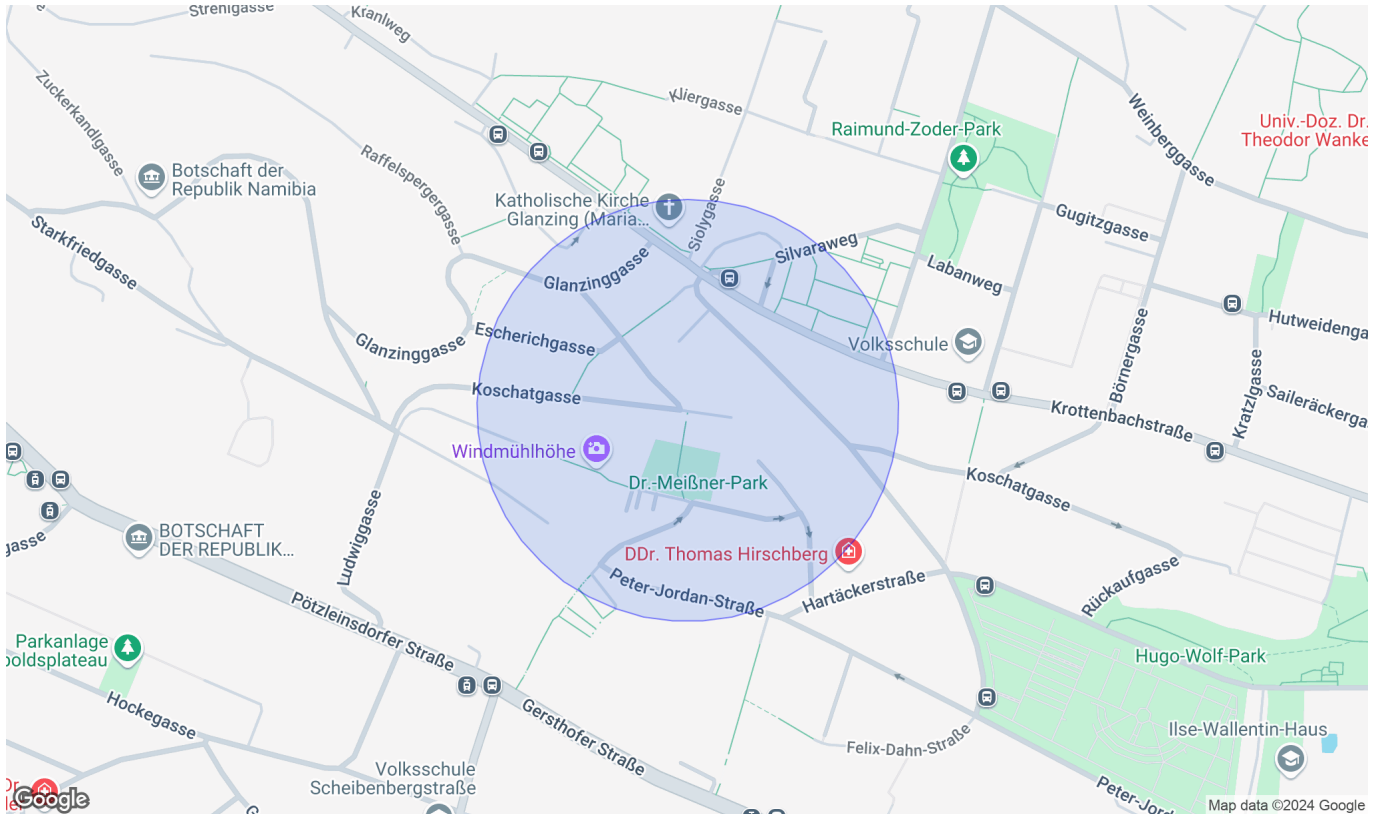 Strehlgasse
Kranlweg
Zuckerkandlgasse
Kliergasse
Weinberggasse
Raimund-Zoder-Park
Univ.-Doz. Dr.
Theodor Wanke
Botschaft der
Republik Namibia
Raffelspergergasse
Katholische Kirche
Glanzing (Maria...
Siolygasse
Silvaraweg
Gugitzgasse
Labanweg
Starkfriedgasse
Glanzinggasse
Hutweidenga
Escherichgasse
Glanzinggasse
Volksschule
Börnergasse
Kratzlgasse
Saileräckerga
Koschatgasse
Krottenbachstraße
Windmühlhöhe
Dr.-Meißner-Park
Koschatgasse
gasse
BOTSCHAFT
DER REPUBLIK...
Ludwiggasse
DDr. Thomas Hirschberg
Peter-Jordan-Straße
Hartäckerstraße
Rückaufgasse
Pötzleinsdorfer Straße
Parkanlage
oldsplateau
Hugo-Wolf-Park
Hockegasse
Gersthofer Straße
Felix-Dahn-Straße
Ilse-Wallentin-Haus
Volksschule
Scheibenbergstraße
Peter-Jord
Dr.
Google
Map data ©2024 Google